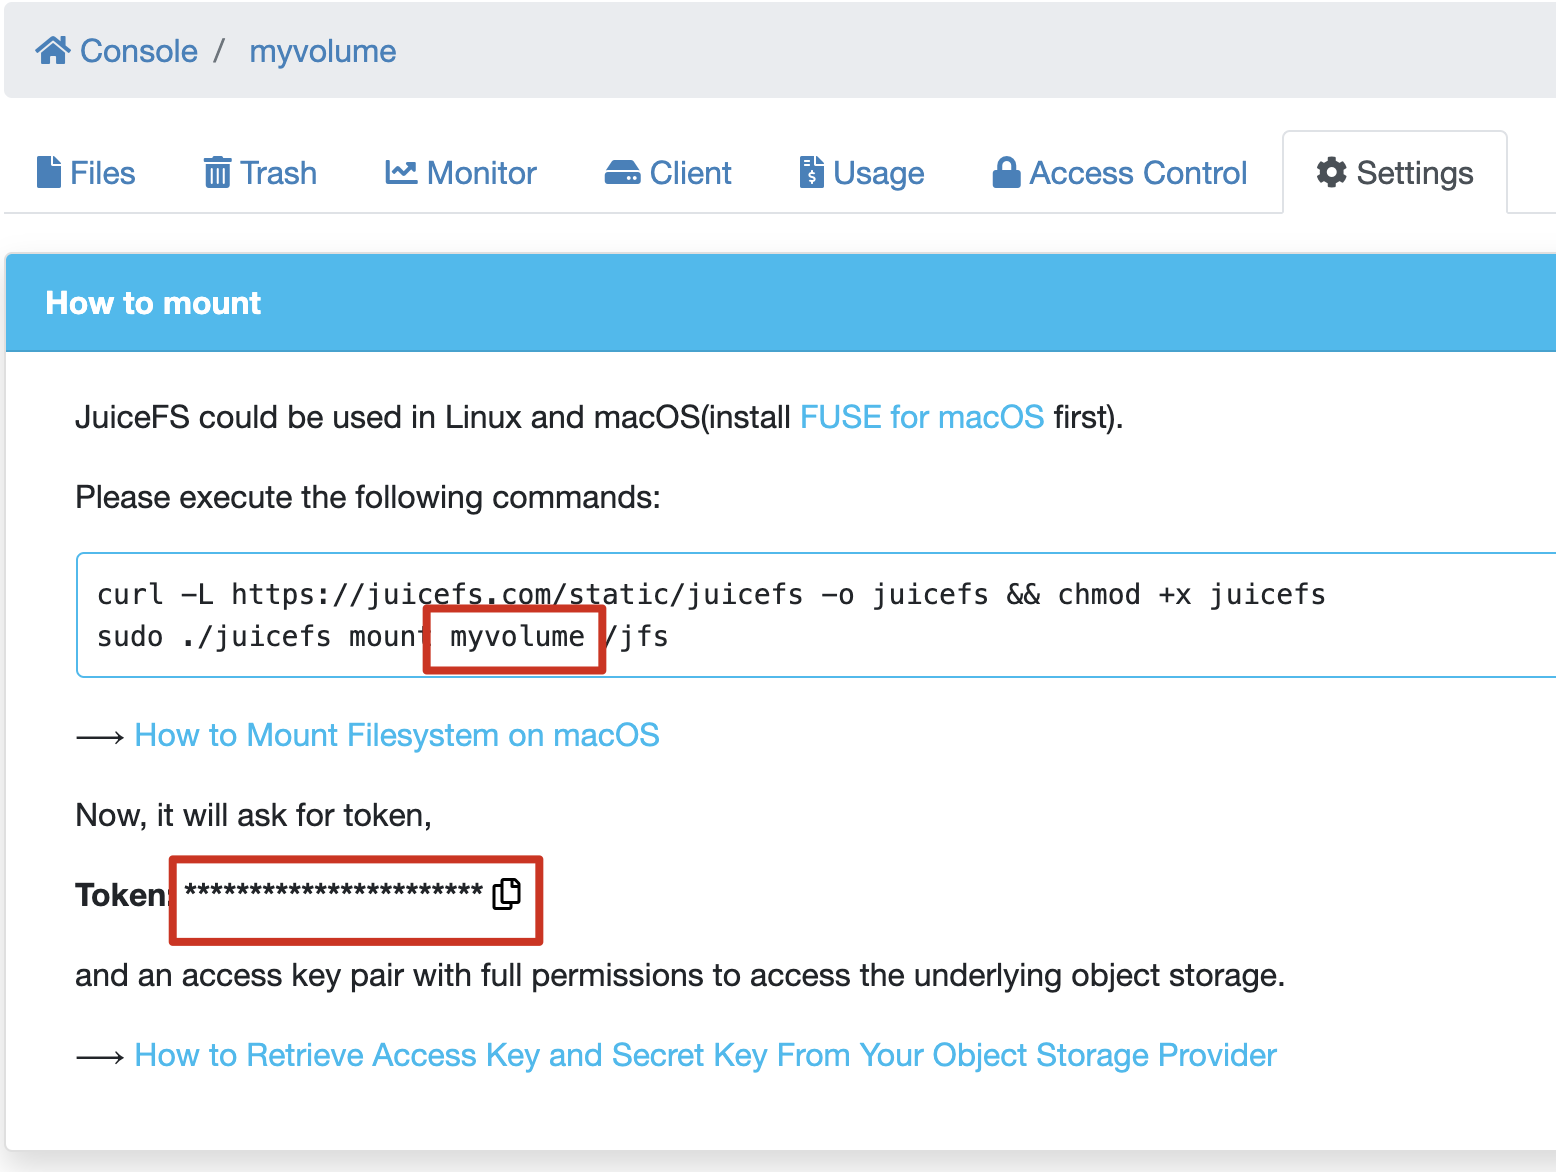 Console / myvolume
Files Trash Monitor Client Usage Access Control Settings
How to mount
JuiceFS could be used in Linux and macOS(install FUSE for macOS first).
Please execute the following commands:
curl -L https://juicefs.com/static/juicefs -o juicefs && chmod +x juicefs
sudo ./juicefs mount myvolume /jfs
⟶ How to Mount Filesystem on macOS
Now, it will ask for token,
Token: ***********************
and an access key pair with full permissions to access the underlying object storage.
⟶ How to Retrieve Access Key and Secret Key From Your Object Storage Provider